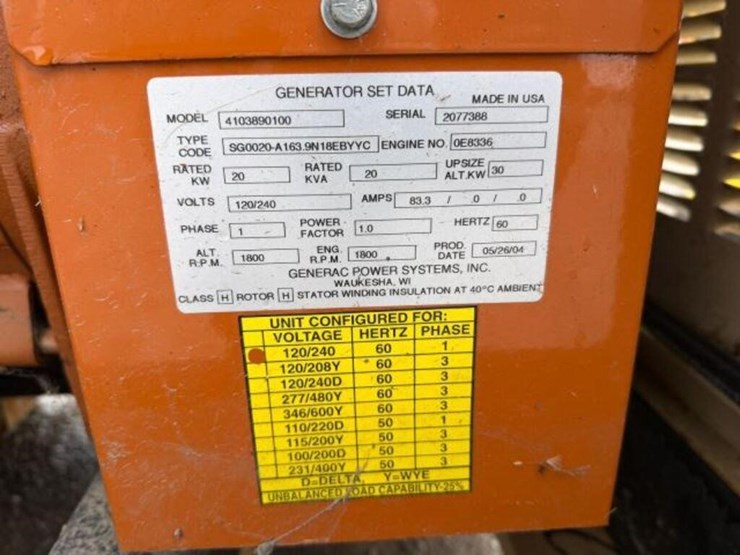 GENERATOR SET DATA
MADE IN USA
MODEL 4103890100 SERIAL 2077388
TYPE CODE SG0020-A163.9N18EBYYC ENGINE NO. 0E8336
RATED KW 20 RATED KVA 20 UPSIZE ALT.KW 30
VOLTS 120/240 AMPS 83.3 / .0 / .0
PHASE 1 POWER FACTOR 1.0 HERTZ 60
ALT. R.P.M. 1800 ENG. R.P.M. 1800 PROD. DATE 05/26/04
GENERAC POWER SYSTEMS, INC.
WAUKESHA, WI
CLASS H ROTOR H STATOR WINDING INSULATION AT 40°C AMBIENT
UNIT CONFIGURED FOR:
VOLTAGE HERTZ PHASE
120/240 60 1
120/208Y 60 3
120/240D 60 3
277/480Y 60 3
346/600Y 60 3
110/220D 50 1
115/200Y 50 3
100/200D 50 3
231/400Y 50 3
D=DELTA, Y=WYE
UNBALANCED LOAD CAPABILITY-25%